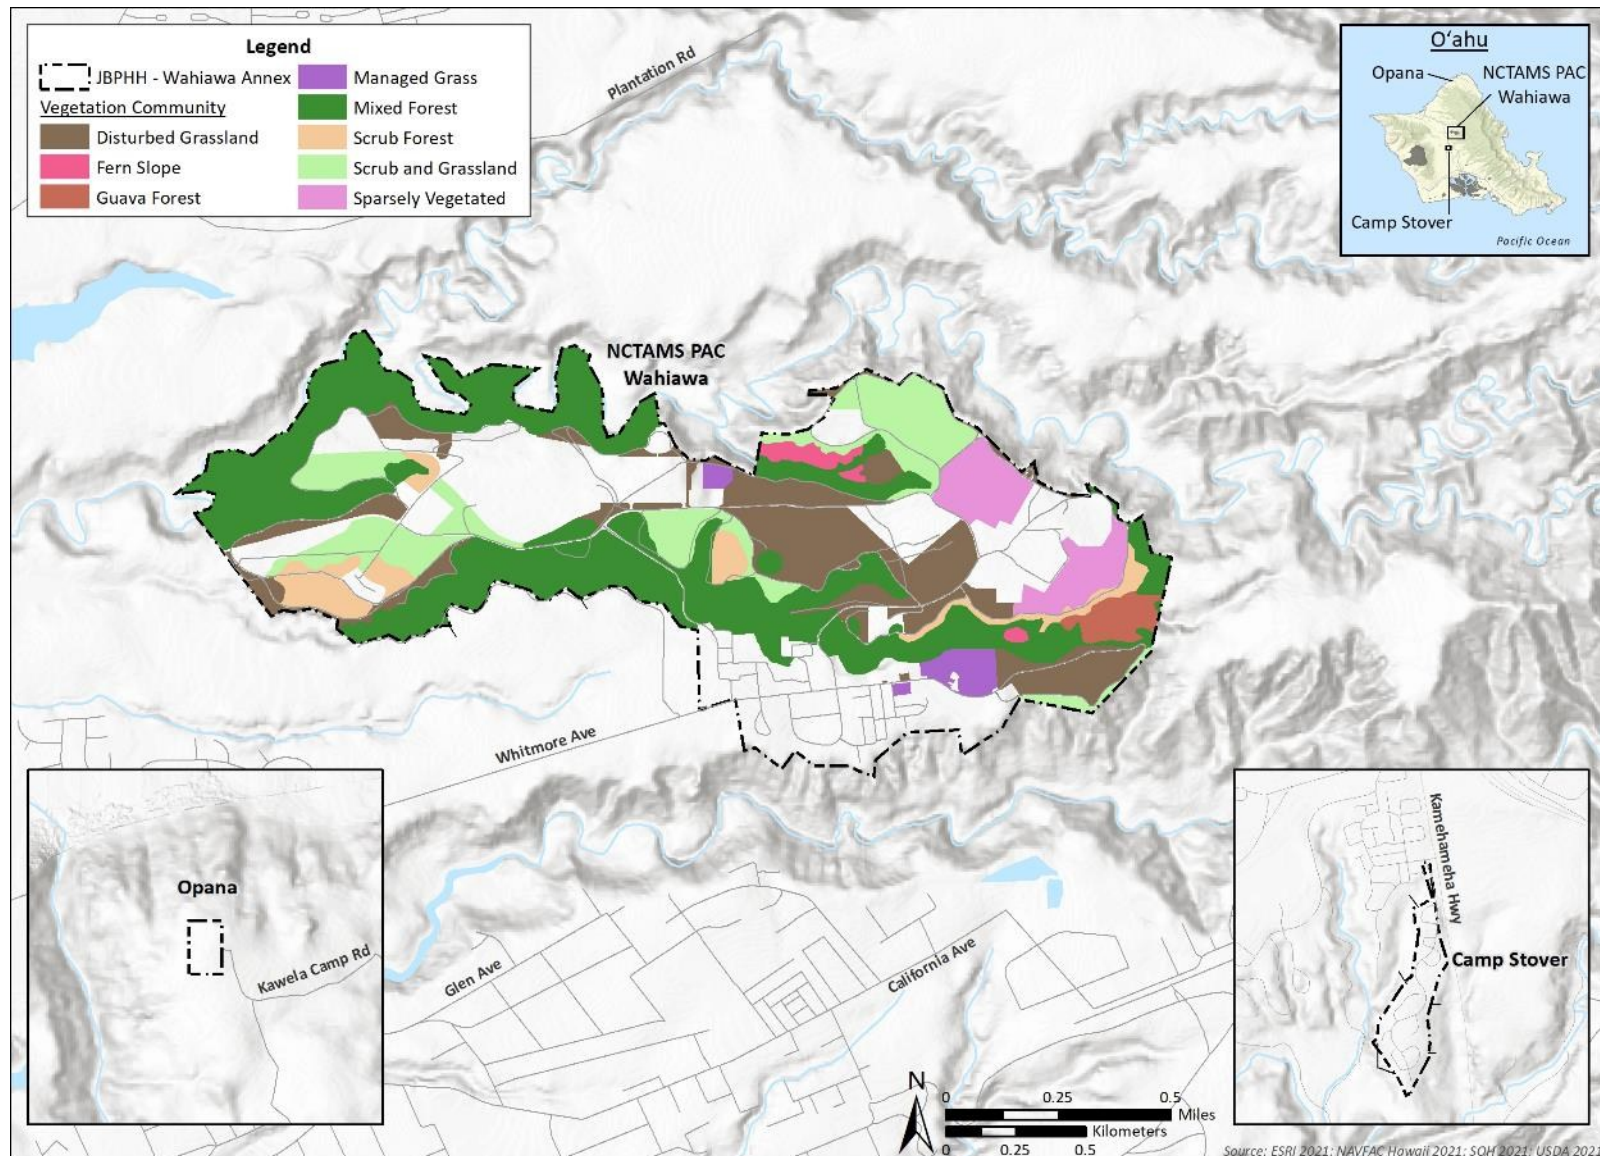 Legend
JBPHH - Wahiawa Annex
Vegetation Community
Disturbed Grassland
Fern Slope
Guava Forest
Managed Grass
Mixed Forest
Scrub Forest
Scrub and Grassland
Sparsely Vegetated
Plantation Rd
Oʻahu
Opana
NCTAMS PAC
Wahiawa
Camp Stover
Pacific Ocean
NCTAMS PAC
Wahiawa
Whitmore Ave
Opana
Kawela Camp Rd
Glen Ave
California Ave
Kamehameha Hwy
Camp Stover
N
0 0.25 0.5
Miles
Kilometers
0 0.25 0.5
Source: ESRI 2021; NAVFAC Hawaii 2021; SOH 2021; USDA 2021